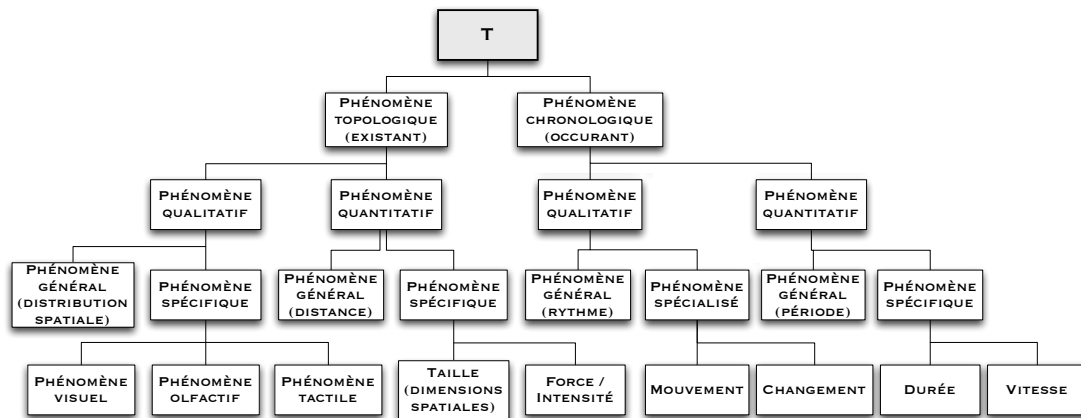 T
PHÉNOMÈNE
TOPOLOGIQUE
(EXISTANT)
PHÉNOMÈNE
CHRONOLOGIQUE
(OCCURANT)
PHÉNOMÈNE
QUALITATIF
PHÉNOMÈNE
QUANTITATIF
PHÉNOMÈNE
QUALITATIF
PHÉNOMÈNE
QUANTITATIF
PHÉNOMÈNE
GÉNÉRAL
(DISTRIBUTION
SPATIALE)
PHÉNOMÈNE
SPÉCIFIQUE
PHÉNOMÈNE
GÉNÉRAL
(DISTANCE)
PHÉNOMÈNE
SPÉCIFIQUE
PHÉNOMÈNE
GÉNÉRAL
(RYTHME)
PHÉNOMÈNE
SPÉCIALISÉ
PHÉNOMÈNE
GÉNÉRAL
(PÉRIODE)
PHÉNOMÈNE
SPÉCIFIQUE
PHÉNOMÈNE
VISUEL
PHÉNOMÈNE
OLFACTIF
PHÉNOMÈNE
TACTILE
TAILLE
(DIMENSIONS
SPATIALES)
FORCE /
INTENSITÉ
MOUVEMENT
CHANGEMENT
DURÉE
VITESSE